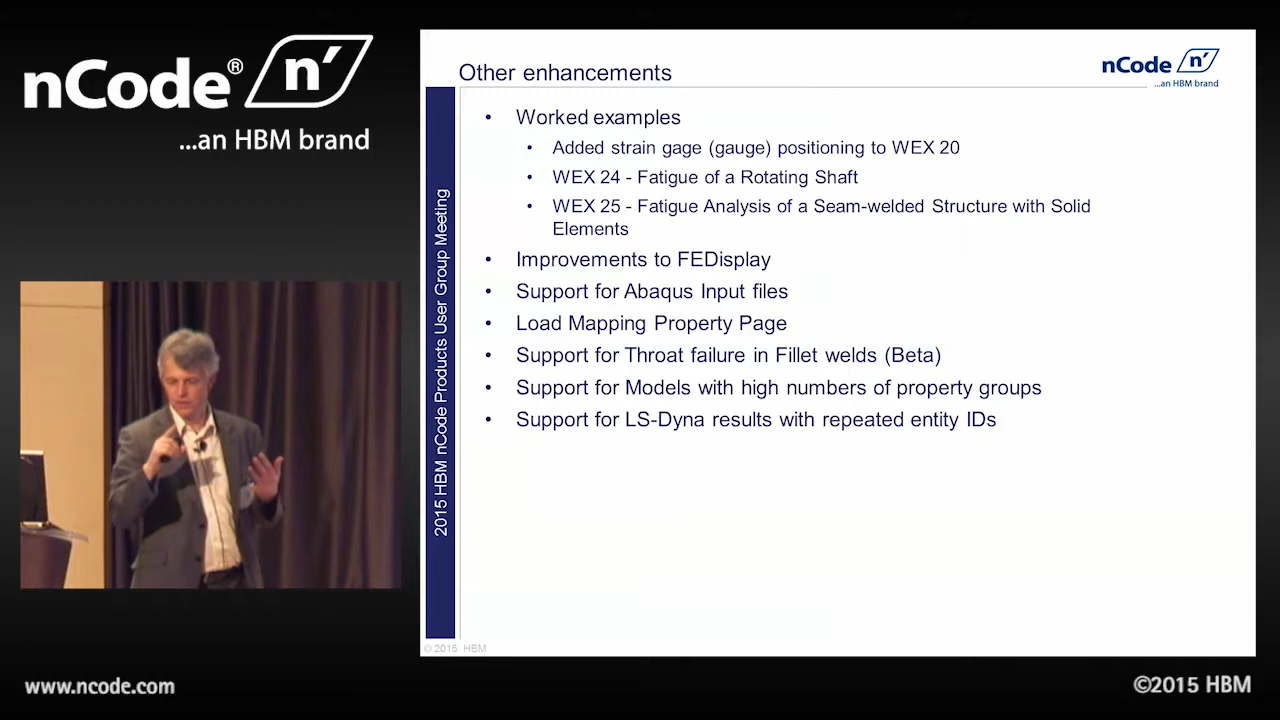 nCode® n'
...an HBM brand
www.ncode.com
Other enhancements
nCode n'
...an HBM brand
2015 HBM nCode Products User Group Meeting
• Worked examples
• Added strain gage (gauge) positioning to WEX 20
• WEX 24 - Fatigue of a Rotating Shaft
• WEX 25 - Fatigue Analysis of a Seam-welded Structure with Solid
Elements
• Improvements to FEDisplay
• Support for Abaqus Input files
• Load Mapping Property Page
• Support for Throat failure in Fillet welds (Beta)
• Support for Models with high numbers of property groups
• Support for LS-Dyna results with repeated entity IDs
© 2015 HBM
©2015 HBM